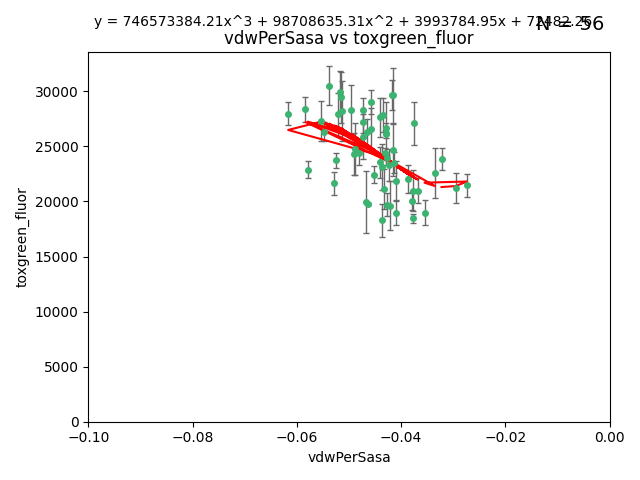 y = 746573384.21x^3 + 98708635.31x^2 + 3993784.95x +
N = 56
vdwPerSasa vs toxgreen_fluor
30000
25000
20000
15000
10000
5000
0
toxgreen_fluor
−0.10 −0.08 −0.06 −0.04 −0.02 0.00
vdwPerSasa